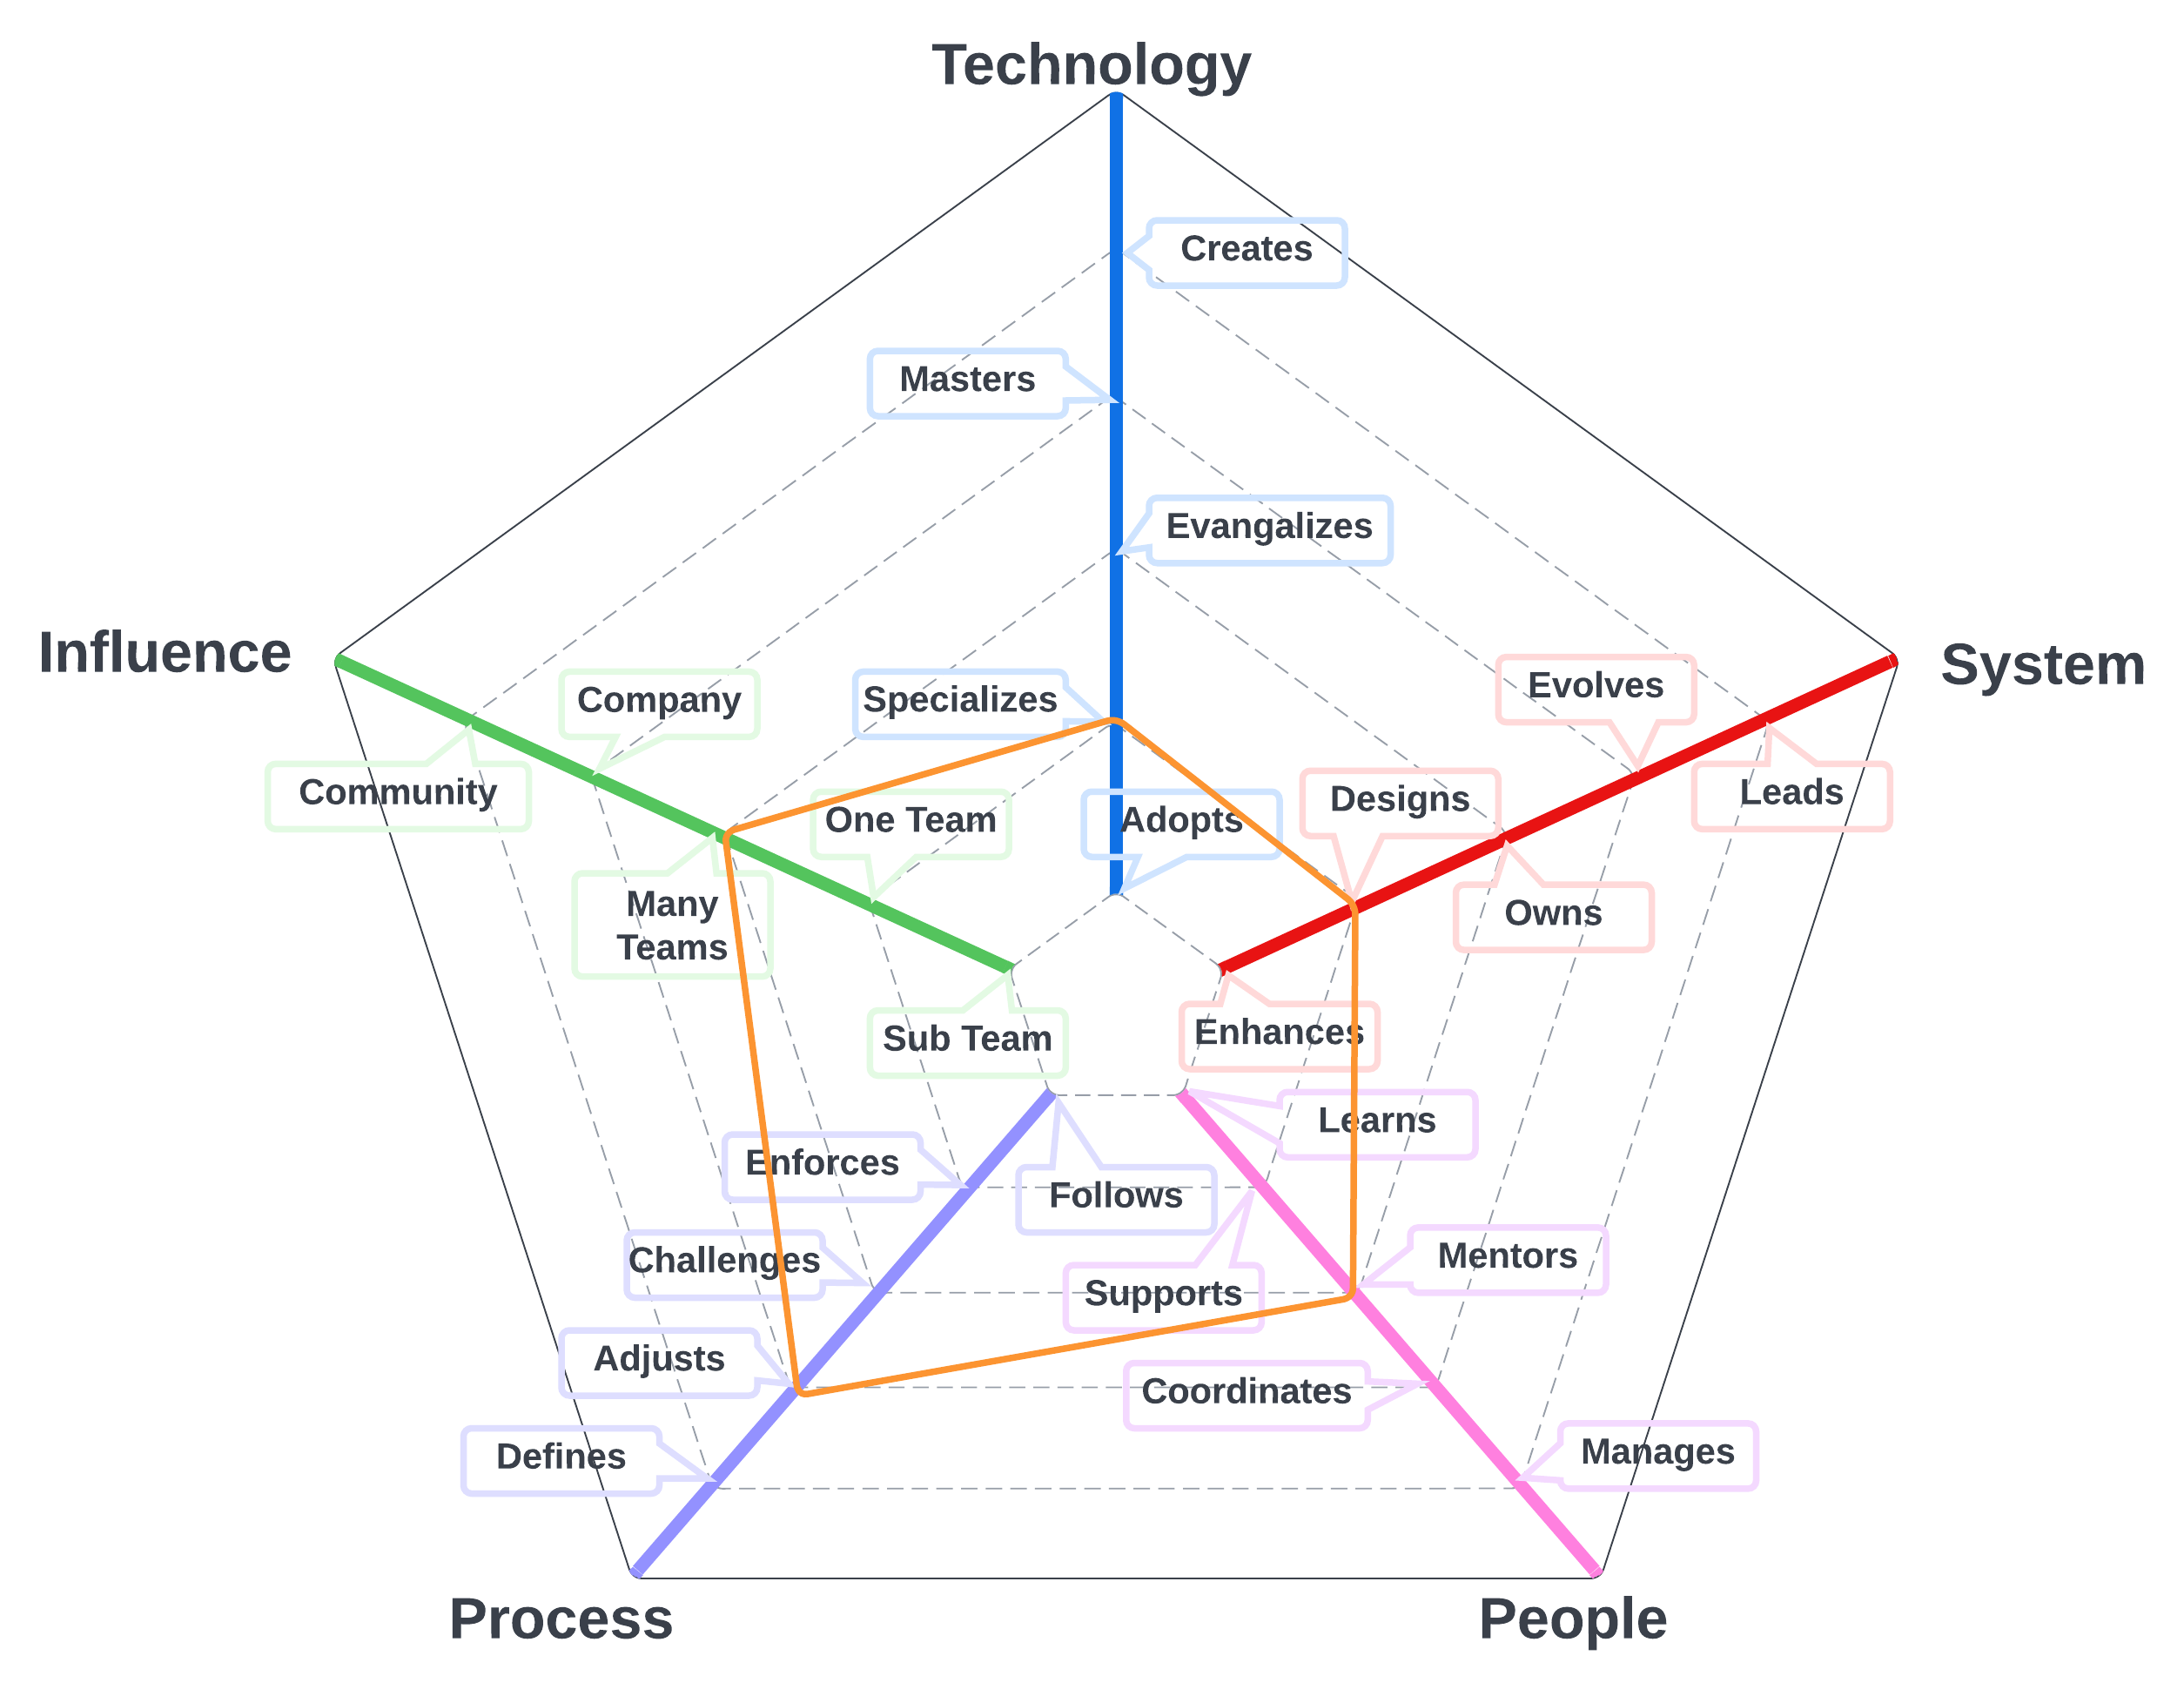 Technology
Creates
Masters
Evangalizes
Influence
System
Company
Specializes
Evolves
Community
One Team
Adopts
Designs
Leads
Many
Teams
Owns
Sub Team
Enhances
Learns
Enforces
Follows
Challenges
Supports
Mentors
Adjusts
Coordinates
Defines
Manages
Process
People